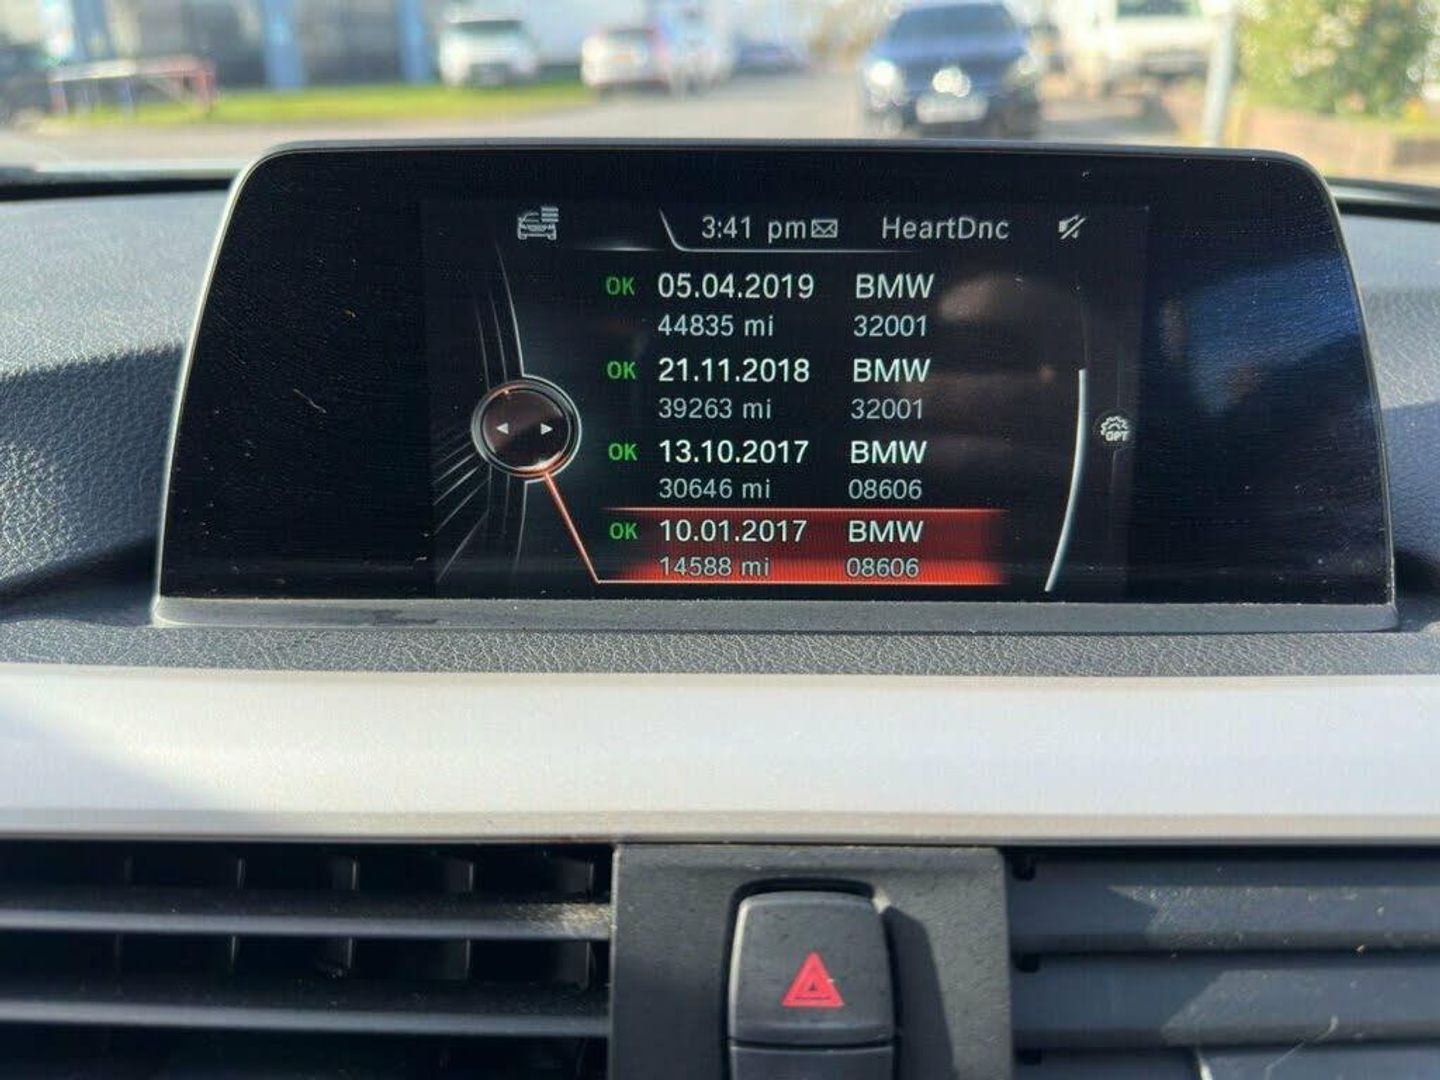 3:41 pm HeartDnc
OK 05.04.2019 BMW
44835 mi 32001
OK 21.11.2018 BMW
39263 mi 32001
OK 13.10.2017 BMW
30646 mi 08606
OK 10.01.2017 BMW
14588 mi 08606
OPT